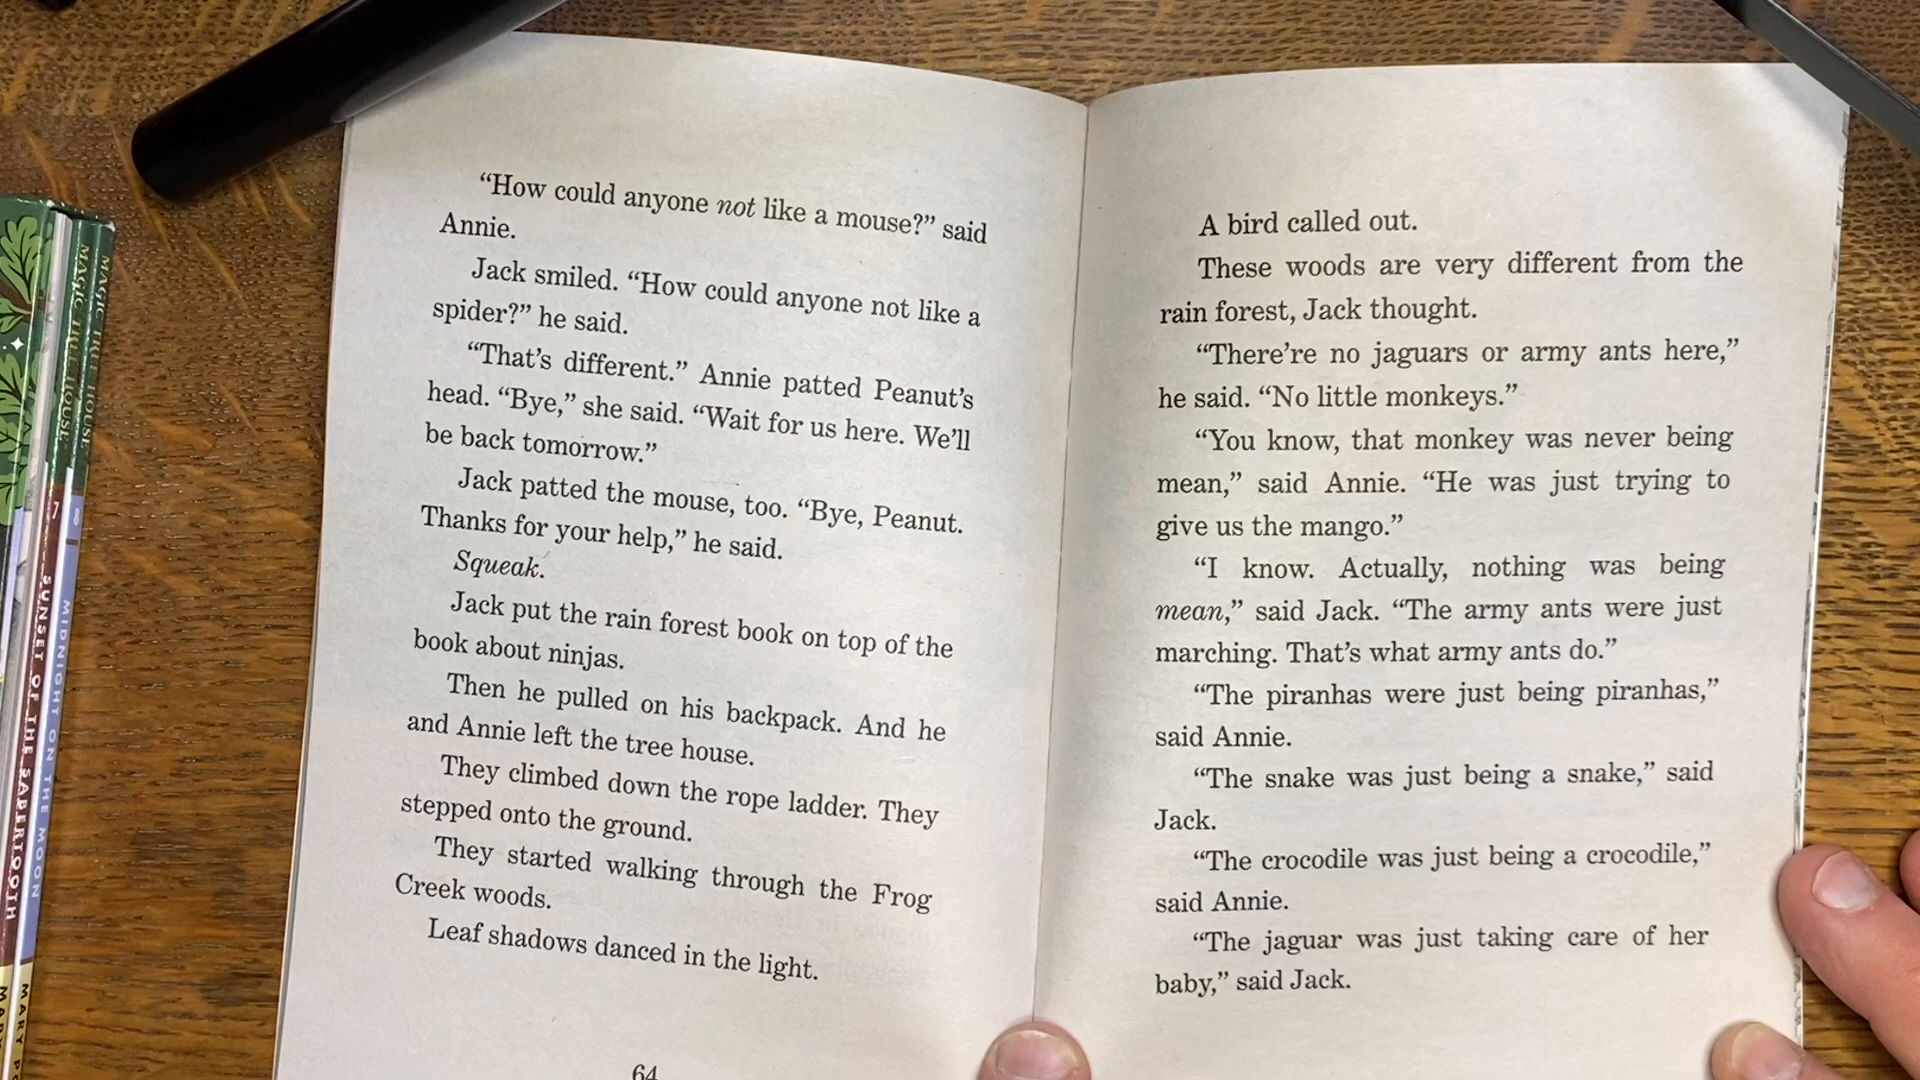 “How could anyone not like a mouse?” said
Annie.
Jack smiled. “How could anyone not like a
spider?” he said.
“That’s different.” Annie patted Peanut’s
head. “Bye,” she said. “Wait for us here. We’ll
be back tomorrow.”
Jack patted the mouse, too. “Bye, Peanut.
Thanks for your help,” he said.
Squeak.
Jack put the rain forest book on top of the
book about ninjas.
Then he pulled on his backpack. And he
and Annie left the tree house.
They climbed down the rope ladder. They
stepped onto the ground.
They started walking through the Frog
Creek woods.
Leaf shadows danced in the light.
64
A bird called out.
These woods are very different from the
rain forest, Jack thought.
“There’re no jaguars or army ants here,”
he said. “No little monkeys.”
“You know, that monkey was never being
mean,” said Annie. “He was just trying to
give us the mango.”
“I know. Actually, nothing was being
mean,” said Jack. “The army ants were just
marching. That’s what army ants do.”
“The piranhas were just being piranhas,”
said Annie.
“The snake was just being a snake,” said
Jack.
“The crocodile was just being a crocodile,”
said Annie.
“The jaguar was just taking care of her
baby,” said Jack.
MAGIC TREE HOUSE
8
MIDNIGHT ON THE MOON
MARY PO
MAGIC TREE HOUSE
7
SUNSET OF THE SABERTOOTH
MARY